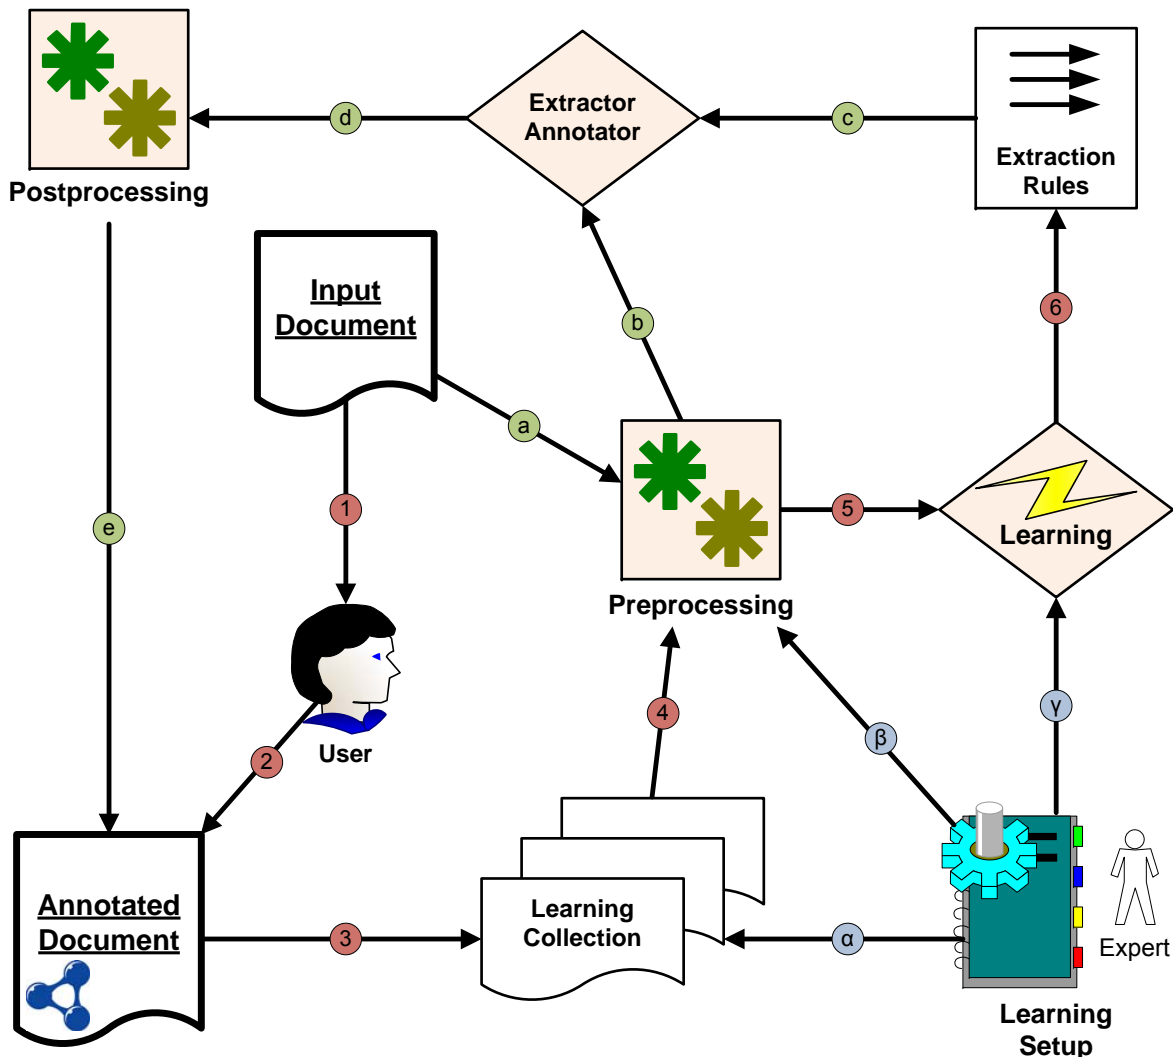 d
c
Extractor
Annotator
Extraction
Rules
Postprocessing
Input
Document
b
6
a
1
5
e
Learning
Preprocessing
4
γ
β
2
User
Annotated
Document
3
Learning
Collection
α
Expert
Learning
Setup